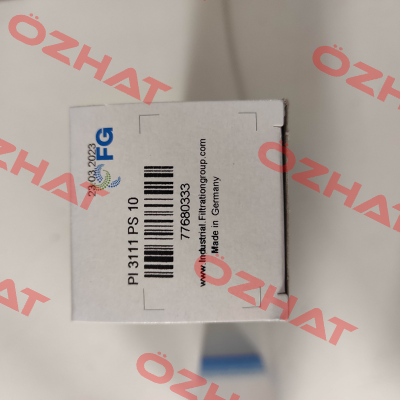 23.03.2023
FG
PI 3111 PS 10
77680333
www.Industrial.Filtrationgroup.com
Made in Germany
ÖZHAT
ÖZHAT
ÖZHAT
ÖZHAT
ÖZHAT
ÖZHAT